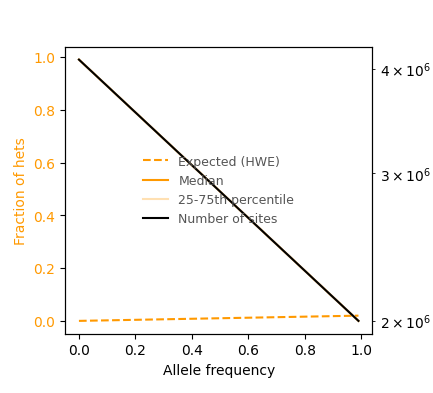 1.0
0.8
0.6
0.4
0.2
0.0
Fraction of hets
Expected (HWE)
Median
25-75th percentile
Number of sites
4 × 10⁶
3 × 10⁶
2 × 10⁶
0.0 0.2 0.4 0.6 0.8 1.0
Allele frequency